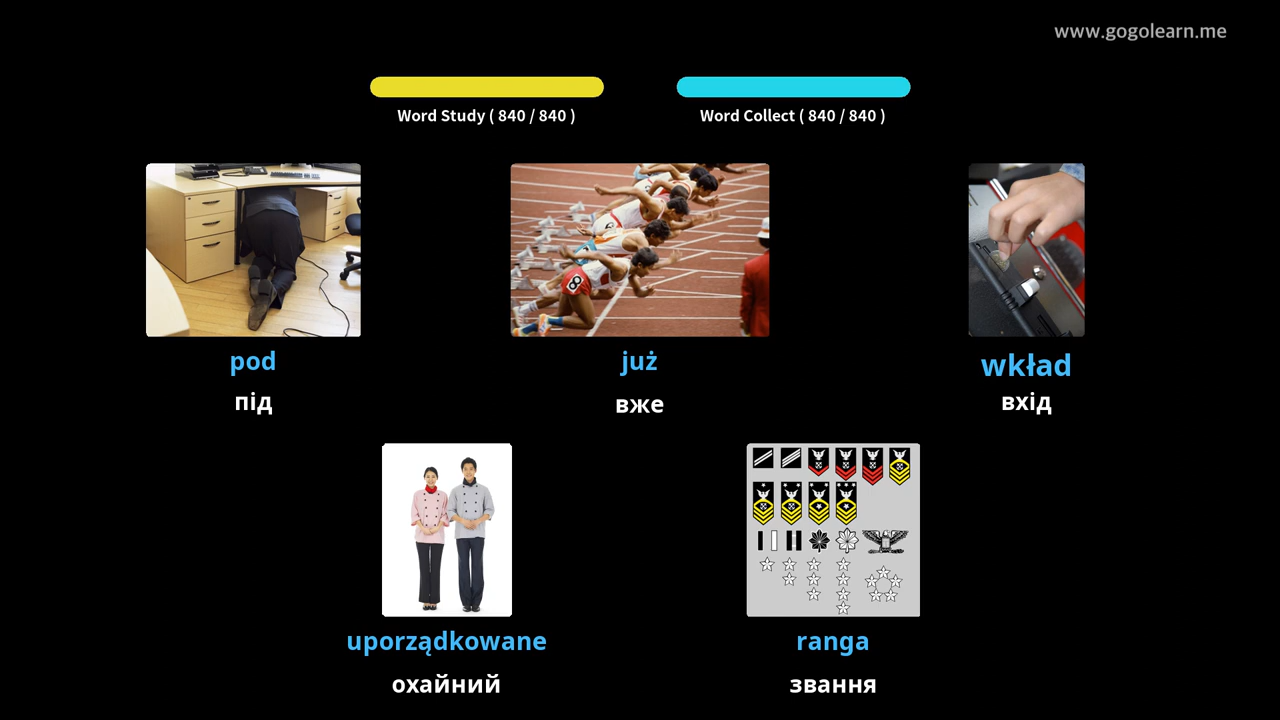 www.gogolearn.me
Word Study ( 840 / 840 )
Word Collect ( 840 / 840 )
pod
під
już
вже
wkład
вхід
uporządkowane
охайний
ranga
звання